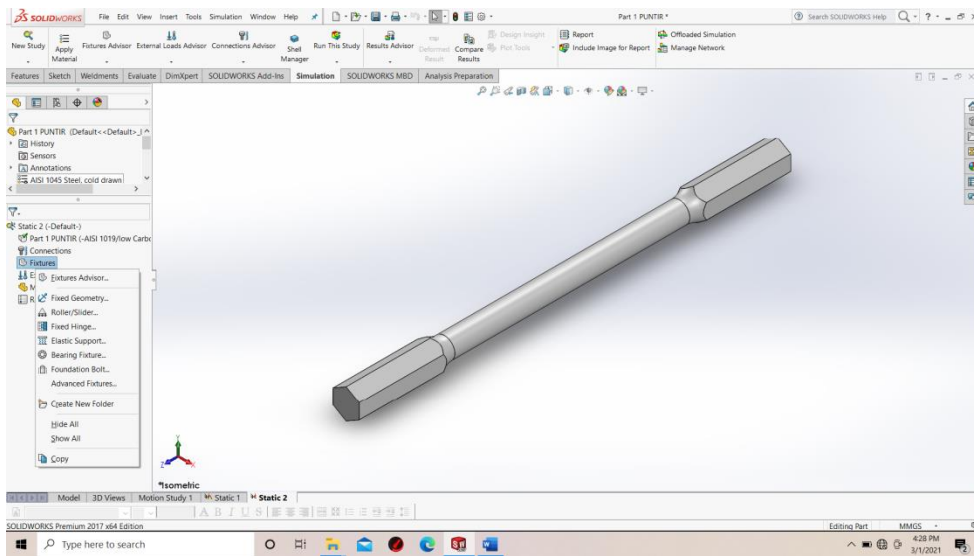 SOLIDWORKS File Edit View Insert Tools Simulation Window Help Part 1 PUNTIR * Search SOLIDWORKS Help
New Study Apply Material Fixtures Advisor External Loads Advisor Connections Advisor Shell Manager Run This Study Results Advisor Deformed Result Compare Results Design Insight Plot Tools Report Include Image for Report Offloaded Simulation Manage Network
Features Sketch Weldments Evaluate DimXpert SOLIDWORKS Add-Ins Simulation SOLIDWORKS MBD Analysis Preparation
Part 1 PUNTIR (Default<<Default>_
History
Sensors
Annotations
AISI 1045 Steel, cold drawn
Static 2 (-Default-)
Part 1 PUNTIR (-AISI 1019/low Carbo
Connections
Fixtures
E
M
R
Fixtures Advisor...
Fixed Geometry...
Roller/Slider...
Fixed Hinge...
Elastic Support...
Bearing Fixture...
Foundation Bolt...
Advanced Fixtures...
Create New Folder
Hide All
Show All
Copy
Y
Z
X
*Isometric
Model 3D Views Motion Study 1 Static 1 Static 2
A B I U S
SOLIDWORKS Premium 2017 x64 Edition Editing Part MMGS
Type here to search 4:28 PM
3/1/2021